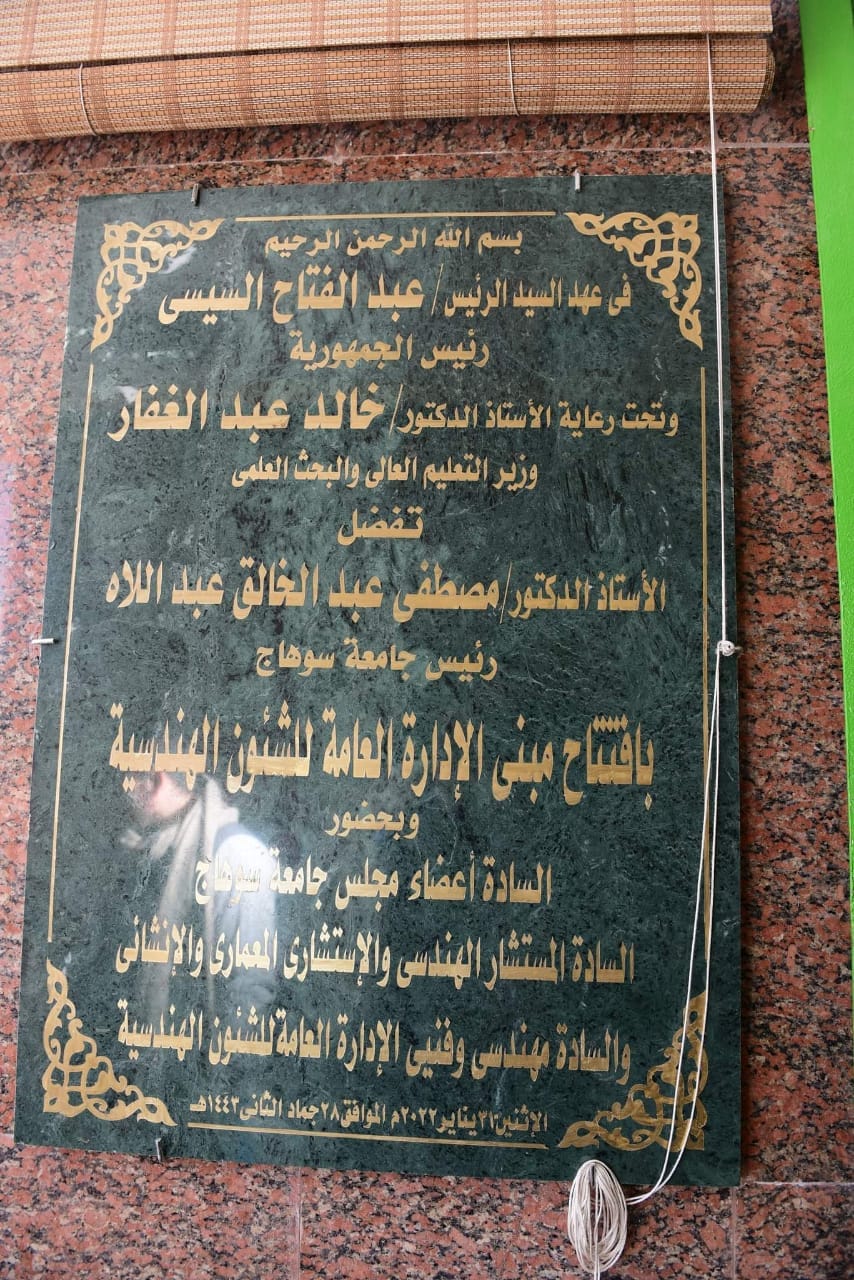 بسم الله الرحمن الرحيم
فى عهد السيد الرئيس/ عبد الفتاح السيسى
رئيس الجمهورية
وتحت رعاية الأستاذ الدكتور/ خالد عبد الغفار
وزير التعليم العالى والبحث العلمى
تفضل
الأستاذ الدكتور/ مصطفى عبد الخالق عبد اللاه
رئيس جامعة سوهاج
بافتتاح مبنى الإدارة العامة للشئون الهندسية
وبحضور
السادة أعضاء مجلس جامعة سوهاج
السادة المستشار الهندسى والإستشارى المعمارى والإنشائى
والسادة مهندسى وفنيى الإدارة العامة للشئون الهندسية
الإثنين ٣١ يناير ٢٠٢٢م الموافق ٢٨ جماد الثانى ١٤٤٣هـ